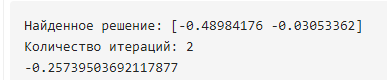 Найденное решение: [-0.48984176 -0.03053362]
Количество итераций: 2
-0.25739503692117877